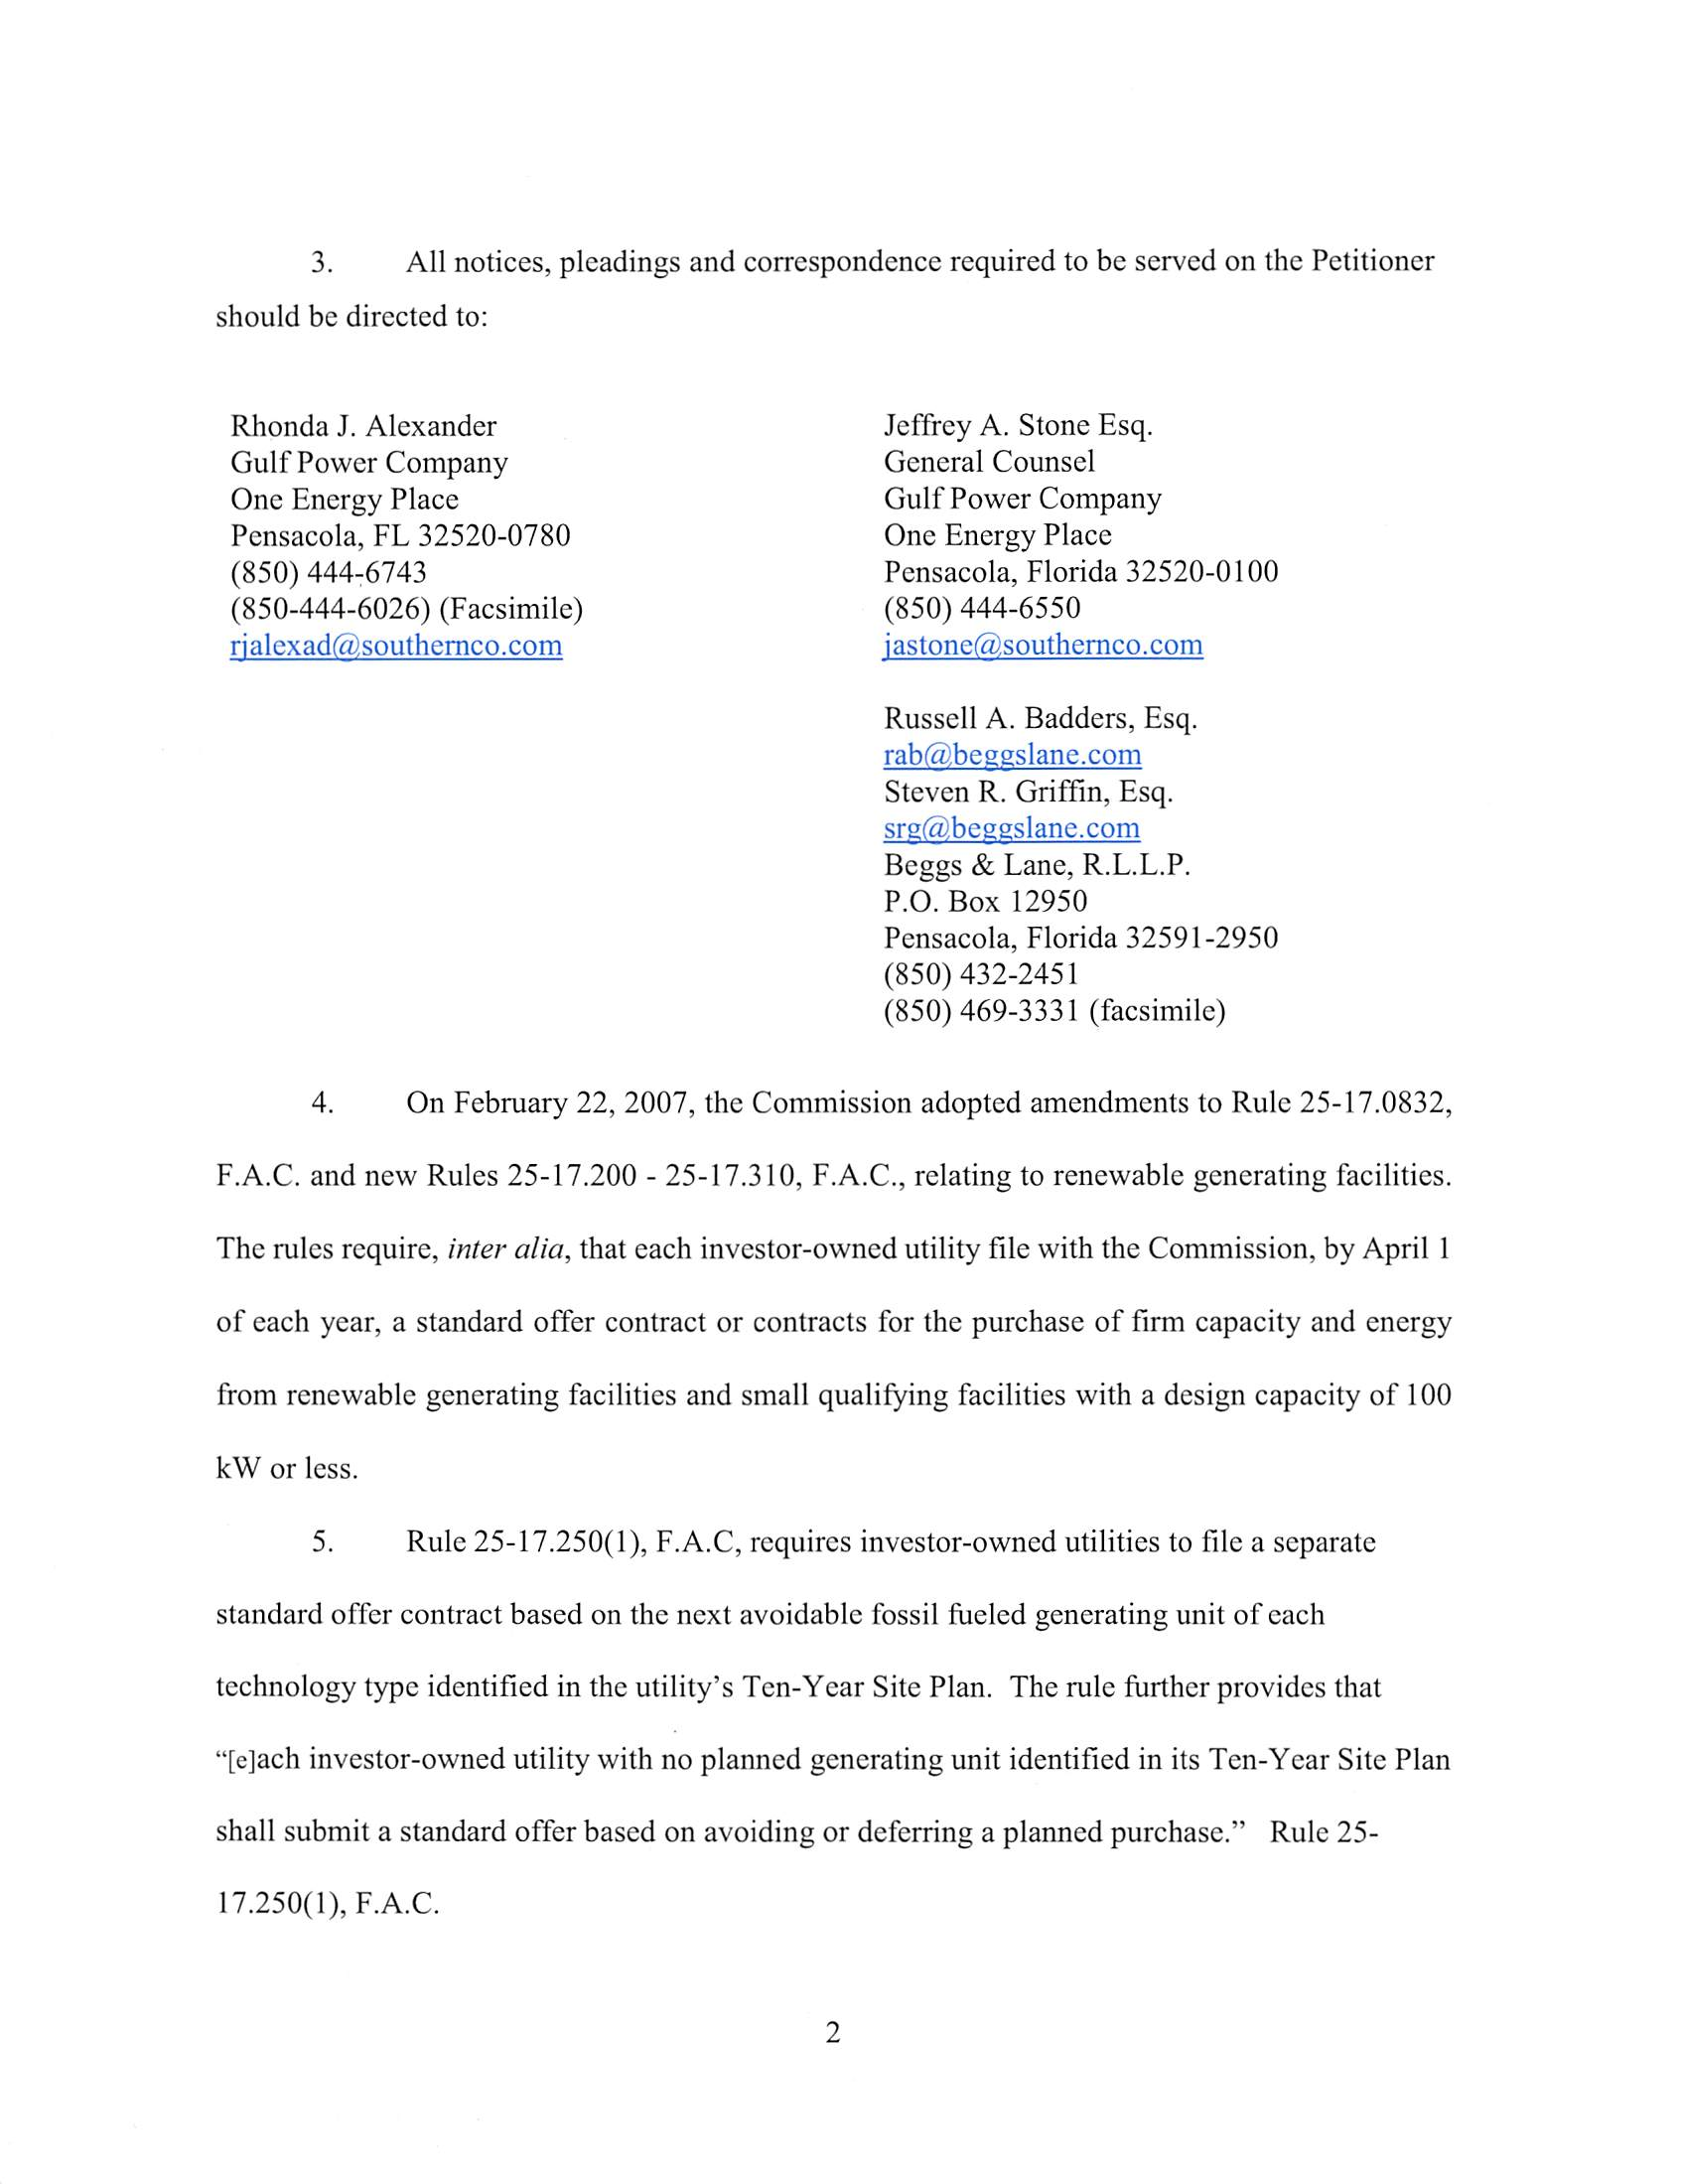 3. All notices, pleadings and correspondence required to be served on the Petitioner
should be directed to:
Rhonda J. Alexander
Gulf Power Company
One Energy Place
Pensacola, FL 32520-0780
(850) 444-6743
(850-444-6026) (Facsimile)
rjalexad@southernco.com
Jeffrey A. Stone Esq.
General Counsel
Gulf Power Company
One Energy Place
Pensacola, Florida 32520-0100
(850) 444-6550
jastone@southernco.com
Russell A. Badders, Esq.
rab@beggslane.com
Steven R. Griffin, Esq.
srg@beggslane.com
Beggs & Lane, R.L.L.P.
P.O. Box 12950
Pensacola, Florida 32591-2950
(850) 432-2451
(850) 469-3331 (facsimile)
4. On February 22, 2007, the Commission adopted amendments to Rule 25-17.0832,
F.A.C. and new Rules 25-17.200 - 25-17.310, F.A.C., relating to renewable generating facilities.
The rules require, inter alia, that each investor-owned utility file with the Commission, by April 1
of each year, a standard offer contract or contracts for the purchase of firm capacity and energy
from renewable generating facilities and small qualifying facilities with a design capacity of 100
kW or less.
5. Rule 25-17.250(1), F.A.C, requires investor-owned utilities to file a separate
standard offer contract based on the next avoidable fossil fueled generating unit of each
technology type identified in the utility’s Ten-Year Site Plan. The rule further provides that
“[e]ach investor-owned utility with no planned generating unit identified in its Ten-Year Site Plan
shall submit a standard offer based on avoiding or deferring a planned purchase.” Rule 25-
17.250(1), F.A.C.
2